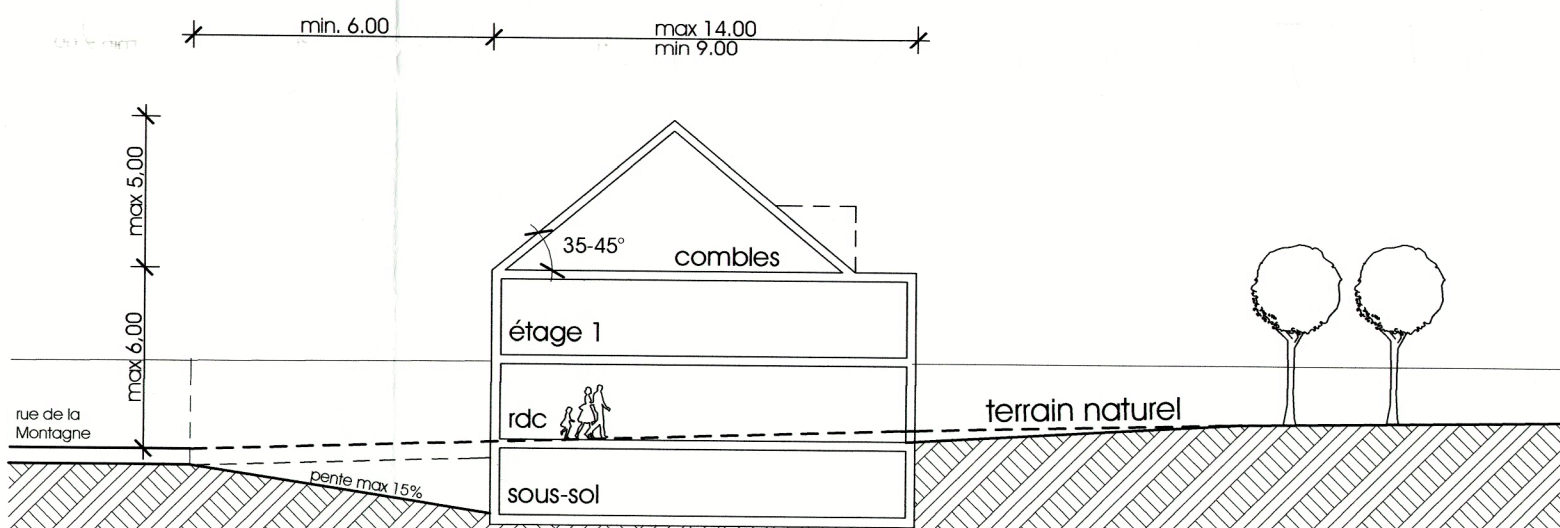 min. 6.00
max 14.00
min 9.00
max 5,00
35-45°
combles
étage 1
max 6,00
rdc
terrain naturel
rue de la
Montagne
pente max 15%
sous-sol